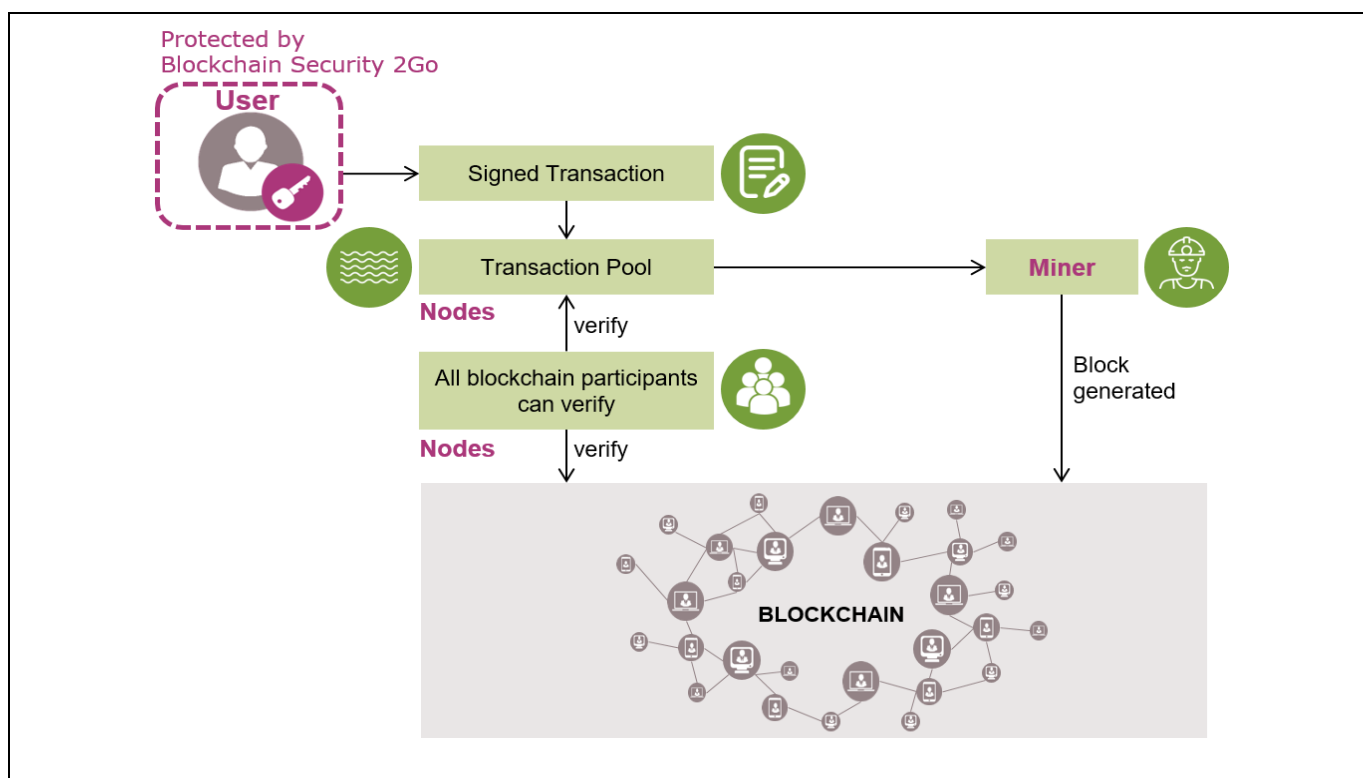 Protected by
Blockchain Security 2Go
User
Signed Transaction
Transaction Pool
Miner
Nodes
verify
All blockchain participants
can verify
Block
generated
Nodes
verify
BLOCKCHAIN